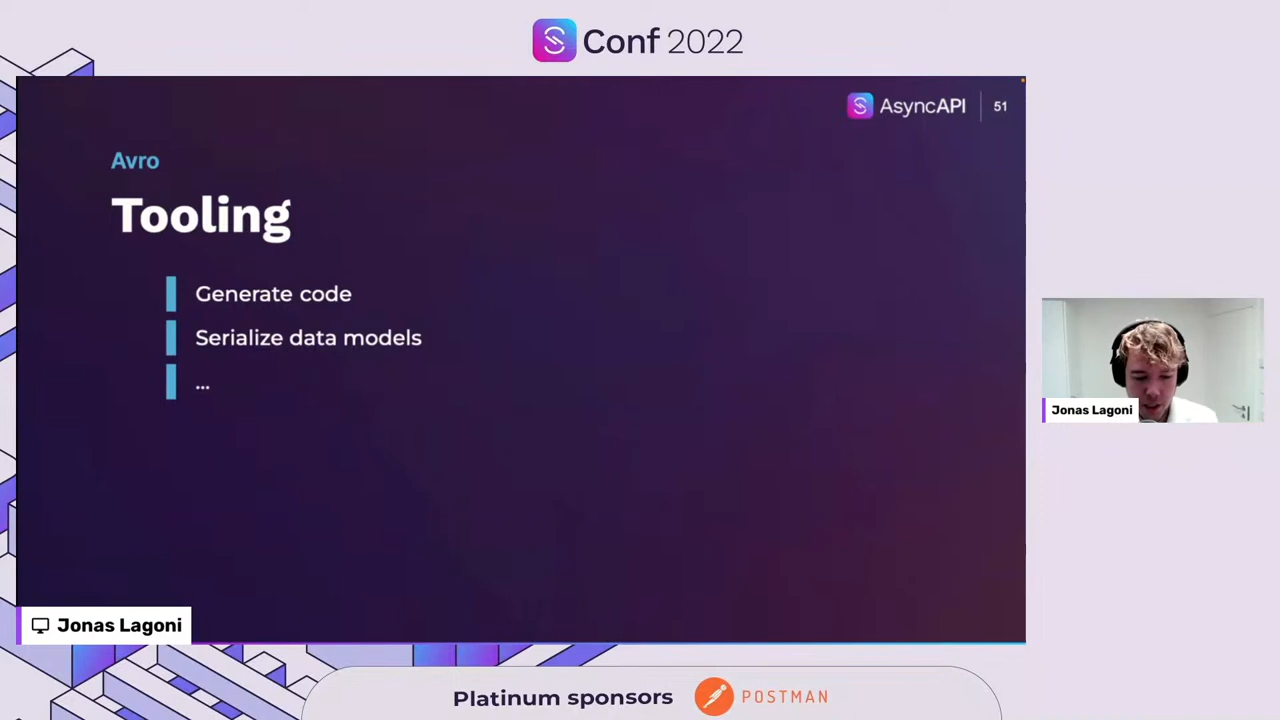 Conf 2022
AsyncAPI
51
Avro
Tooling
Generate code
Serialize data models
...
Jonas Lagoni
Jonas Lagoni
Platinum sponsors
POSTMAN